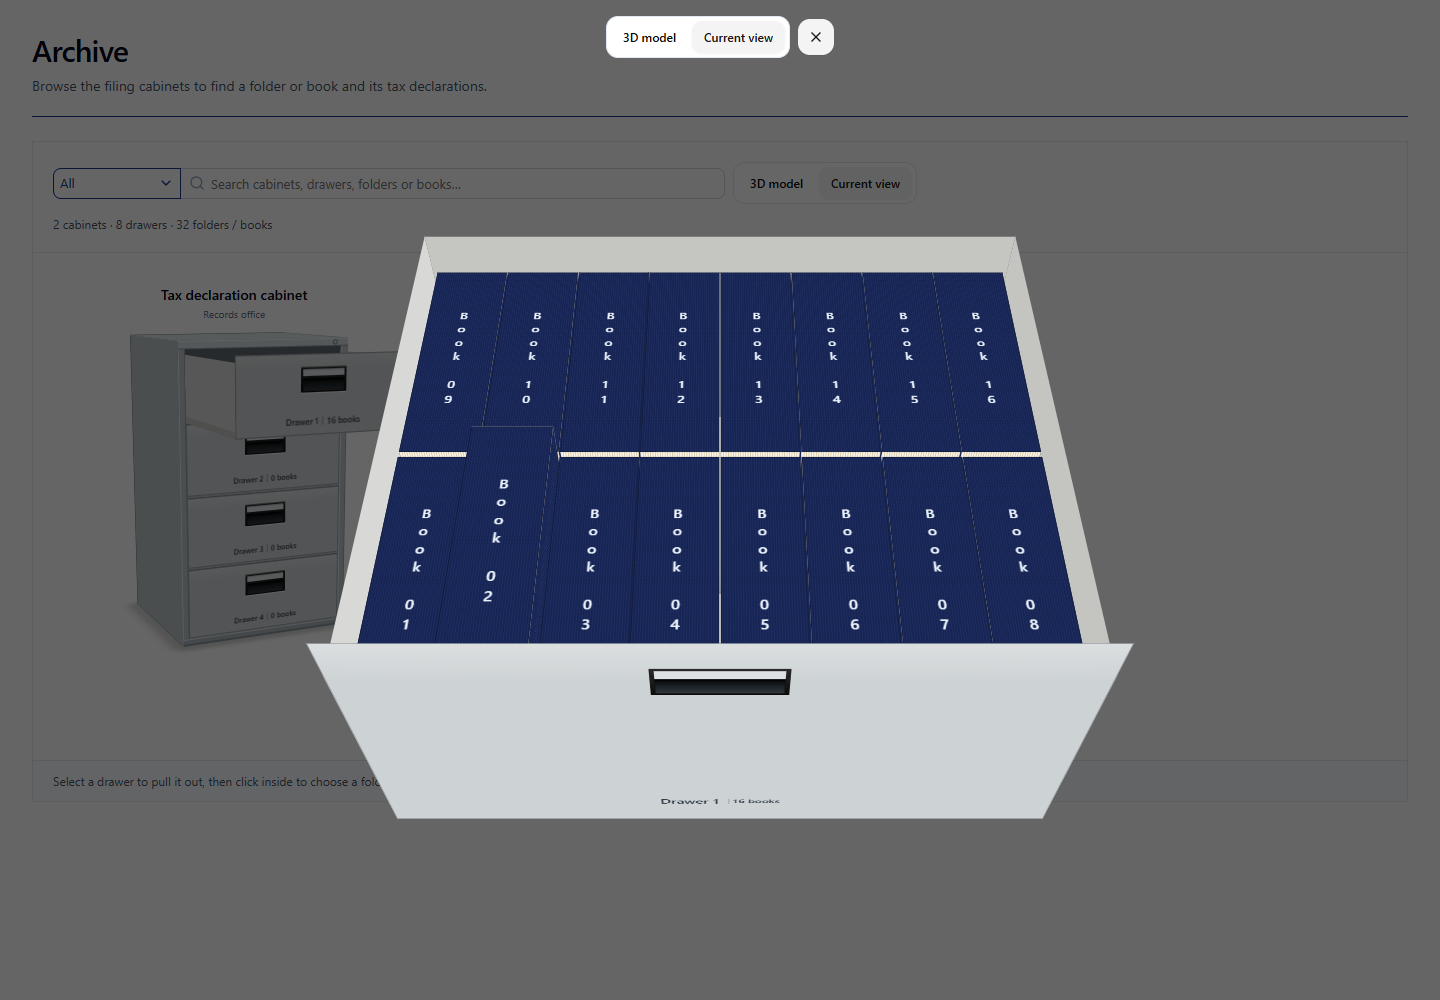 3D model
Current view
Archive
Browse the filing cabinets to find a folder or book and its tax declarations.
All
Search cabinets, drawers, folders or books...
3D model
Current view
2 cabinets · 8 drawers · 32 folders / books
Tax declaration cabinet
Records office
Drawer 1 | 16 books
Drawer 2 | 0 books
Drawer 3 | 0 books
Drawer 4 | 0 books
Book 09
Book 10
Book 11
Book 12
Book 13
Book 14
Book 15
Book 16
Book 01
Book 02
Book 03
Book 04
Book 05
Book 06
Book 07
Book 08
Drawer 1 | 16 books
Select a drawer to pull it out, then click inside to choose a